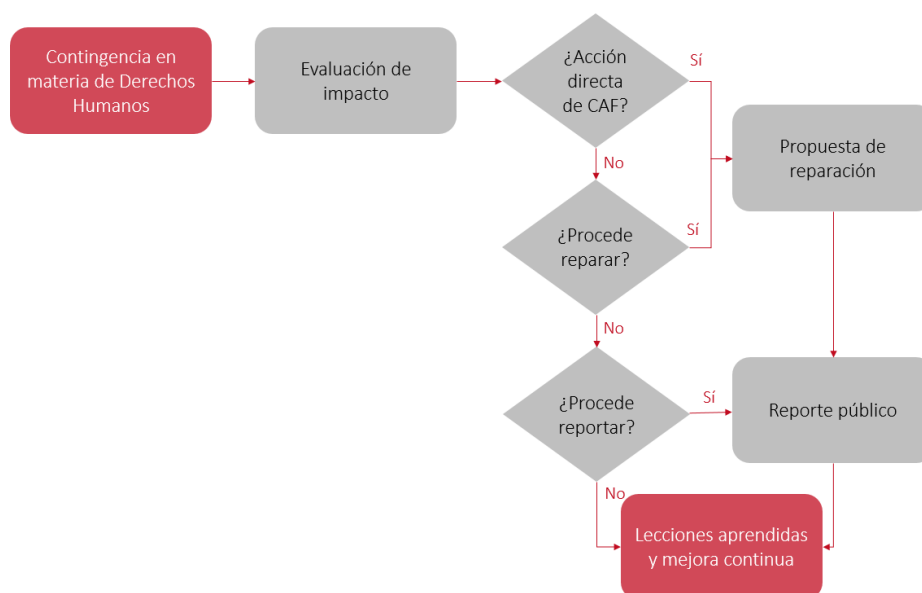 Contingencia en
materia de Derechos
Humanos
Evaluación de
impacto
¿Acción
directa
de CAF?
Sí
No
Propuesta de
reparación
¿Procede
reparar?
Sí
No
¿Procede
reportar?
Sí
No
Reporte público
Lecciones aprendidas
y mejora continua